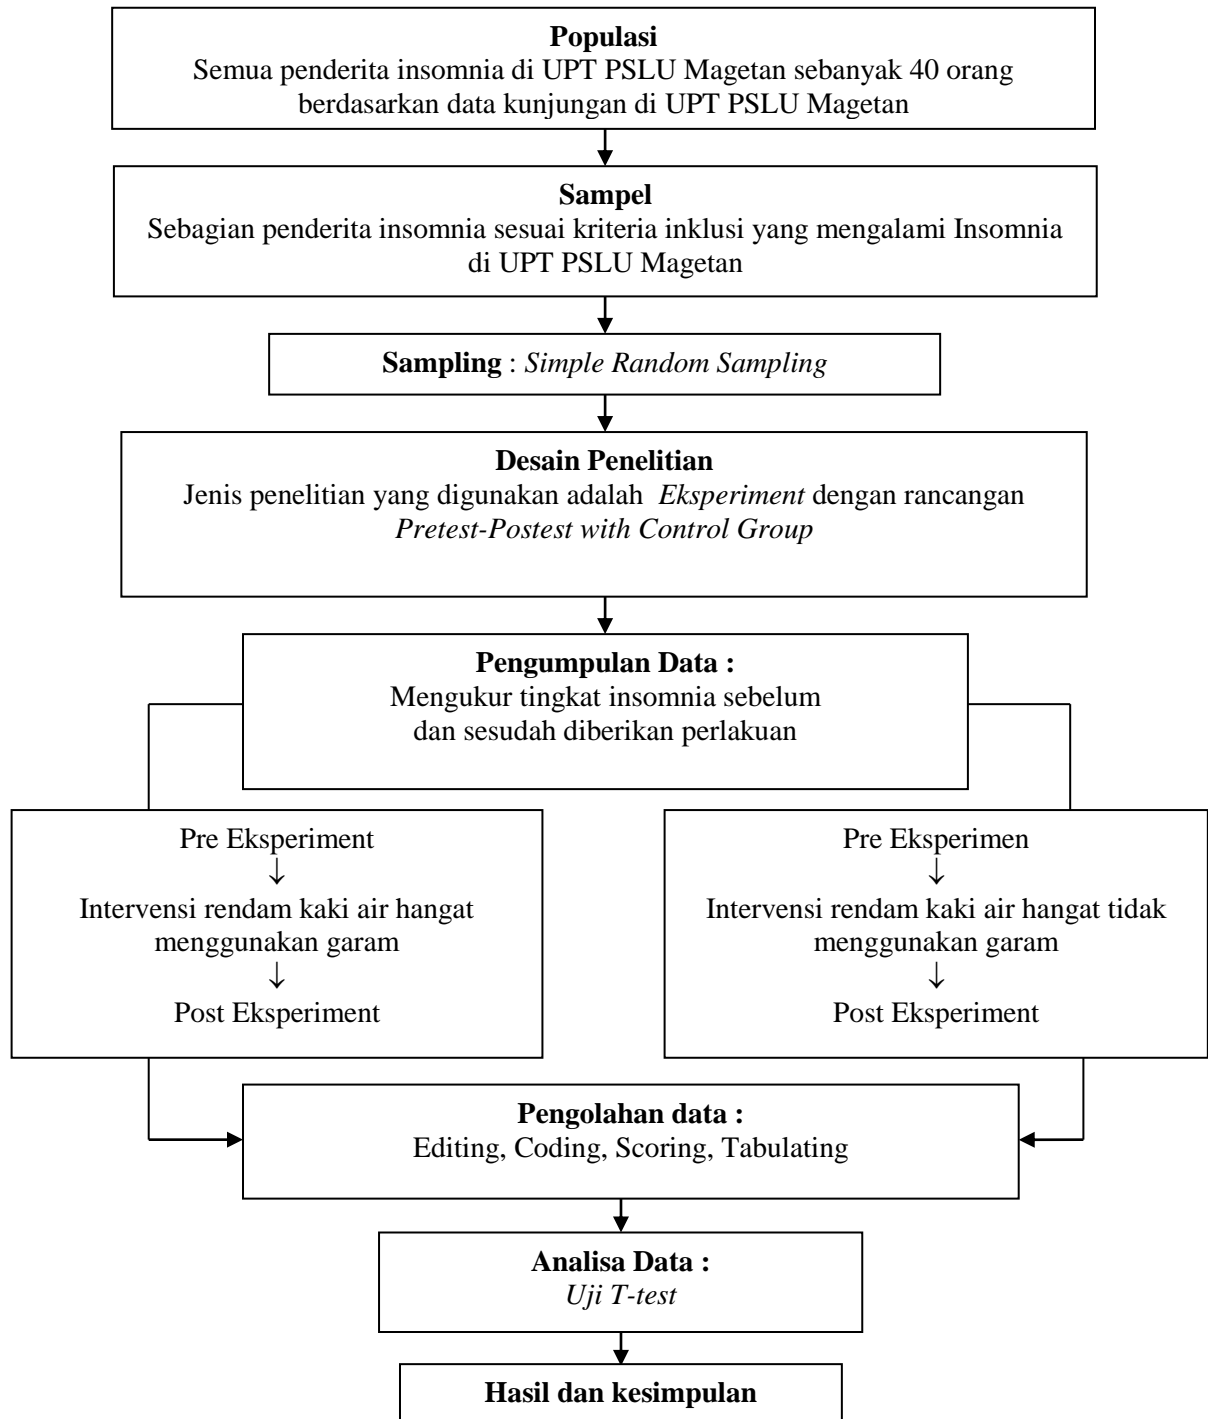 Populasi
Semua penderita insomnia di UPT PSLU Magetan sebanyak 40 orang
berdasarkan data kunjungan di UPT PSLU Magetan
Sampel
Sebagian penderita insomnia sesuai kriteria inklusi yang mengalami Insomnia
di UPT PSLU Magetan
Sampling : Simple Random Sampling
Desain Penelitian
Jenis penelitian yang digunakan adalah Eksperiment dengan rancangan
Pretest-Postest with Control Group
Pengumpulan Data :
Mengukur tingkat insomnia sebelum
dan sesudah diberikan perlakuan
Pre Eksperiment
↓
Intervensi rendam kaki air hangat
menggunakan garam
↓
Post Eksperiment
Pre Eksperimen
↓
Intervensi rendam kaki air hangat tidak
menggunakan garam
↓
Post Eksperiment
Pengolahan data :
Editing, Coding, Scoring, Tabulating
Analisa Data :
Uji T-test
Hasil dan kesimpulan